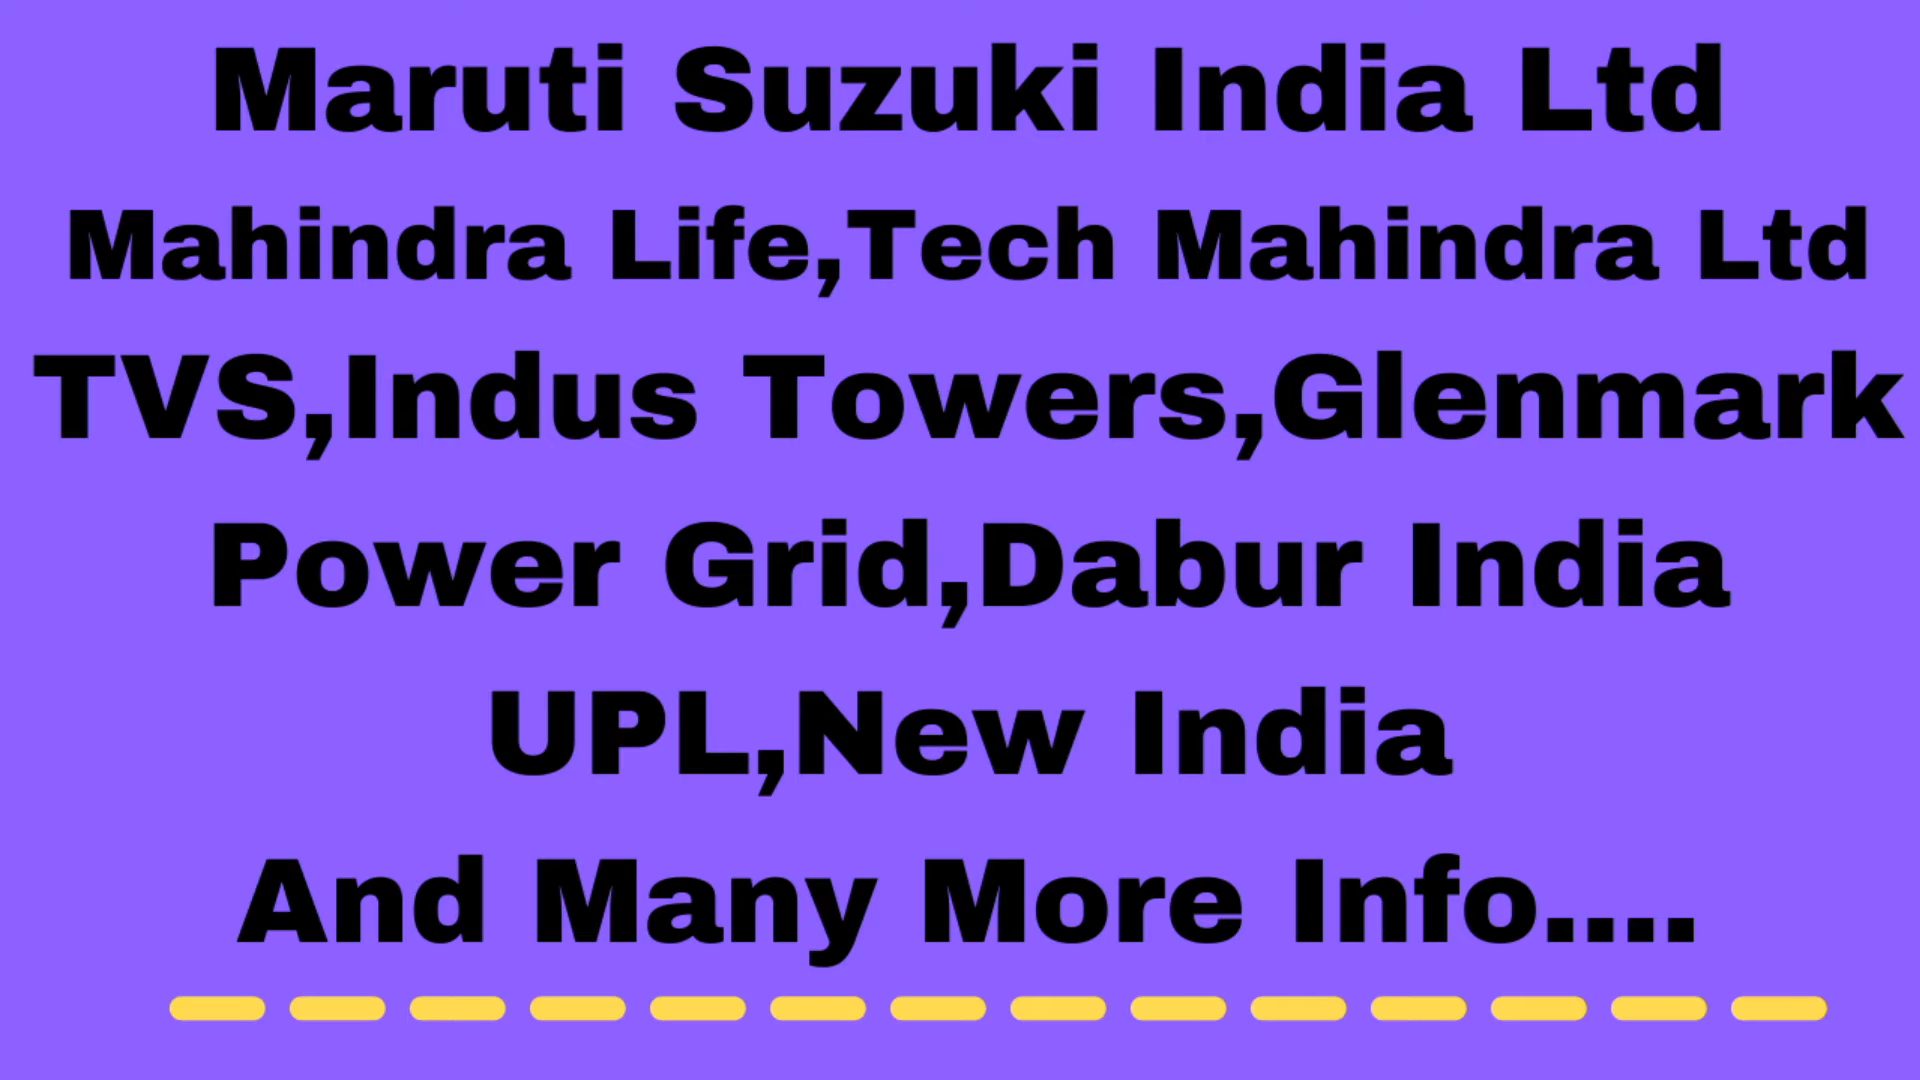 Maruti Suzuki India Ltd
Mahindra Life,Tech Mahindra Ltd
TVS,Indus Towers,Glenmark
Power Grid,Dabur India
UPL,New India
And Many More Info....